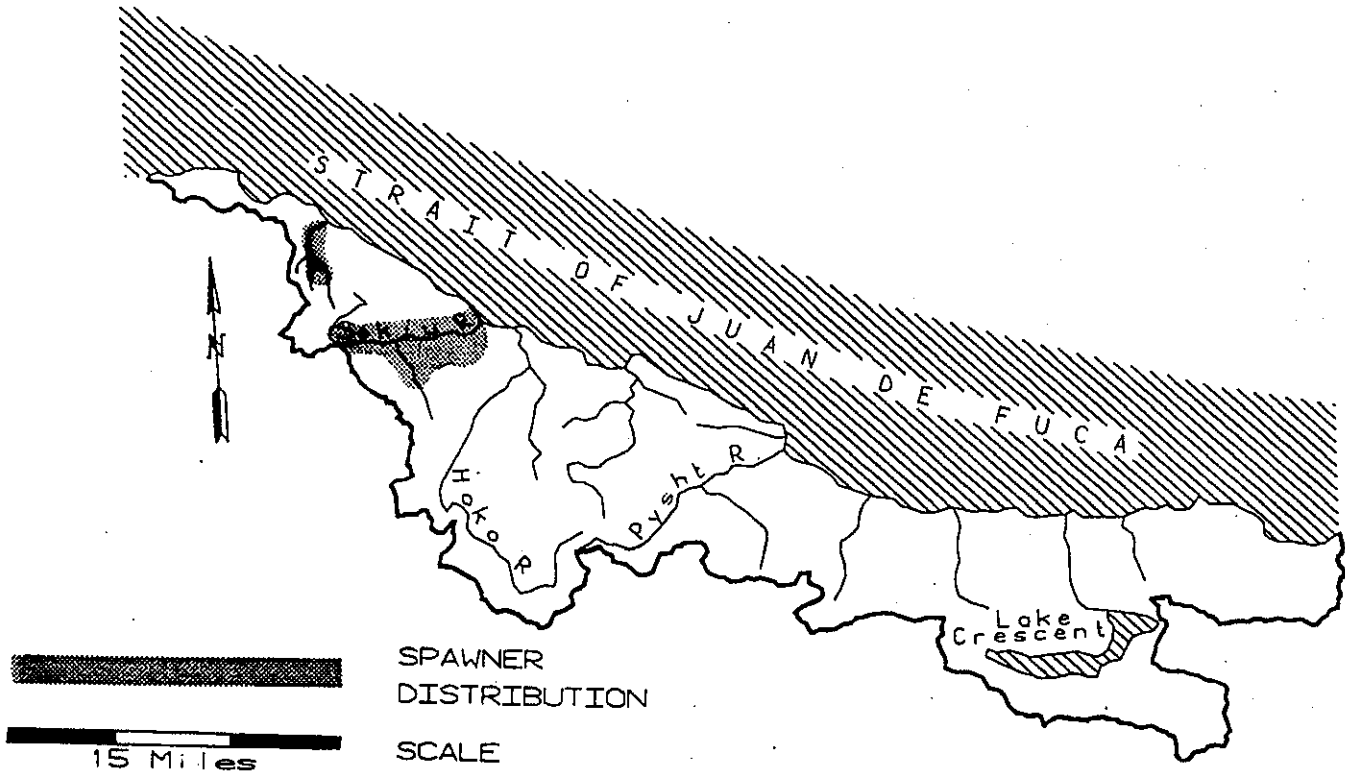 STRAIT OF JUAN DE FUCA
N
Hoko R
Pysht R.
Lake
Crescent
SPAWNER
DISTRIBUTION
SCALE
15 Miles